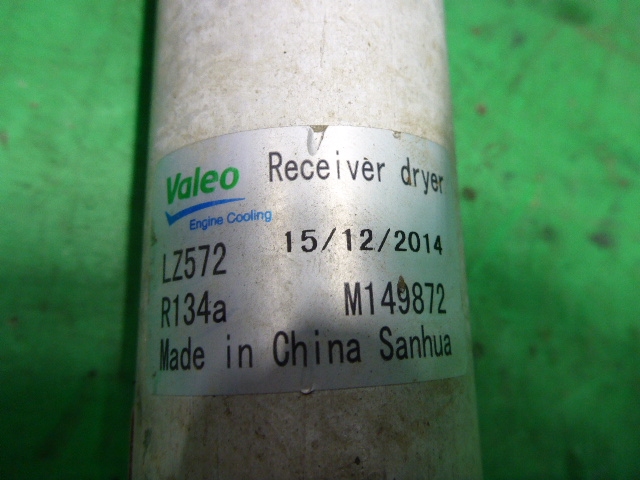 Valeo Receiver dryer
Engine Cooling
LZ572 15/12/2014
R134a M149872
Made in China Sanhua